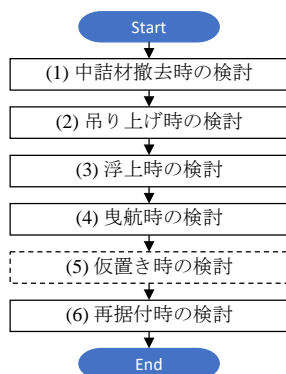 Start
(1) 中詰材撤去時の検討
(2) 吊り上げ時の検討
(3) 浮上時の検討
(4) 曳航時の検討
(5) 仮置き時の検討
(6) 再据付時の検討
End